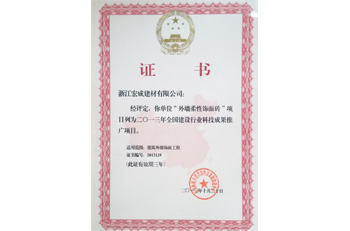 证 书
浙江宏成建材有限公司：
经评定，你单位“外墙柔性饰面砖”项
目列为二〇一三年全国建设行业科技成果推
广项目。
适用范围：建筑外墙饰面工程
证书编号：2013129
（此证有效期三年）